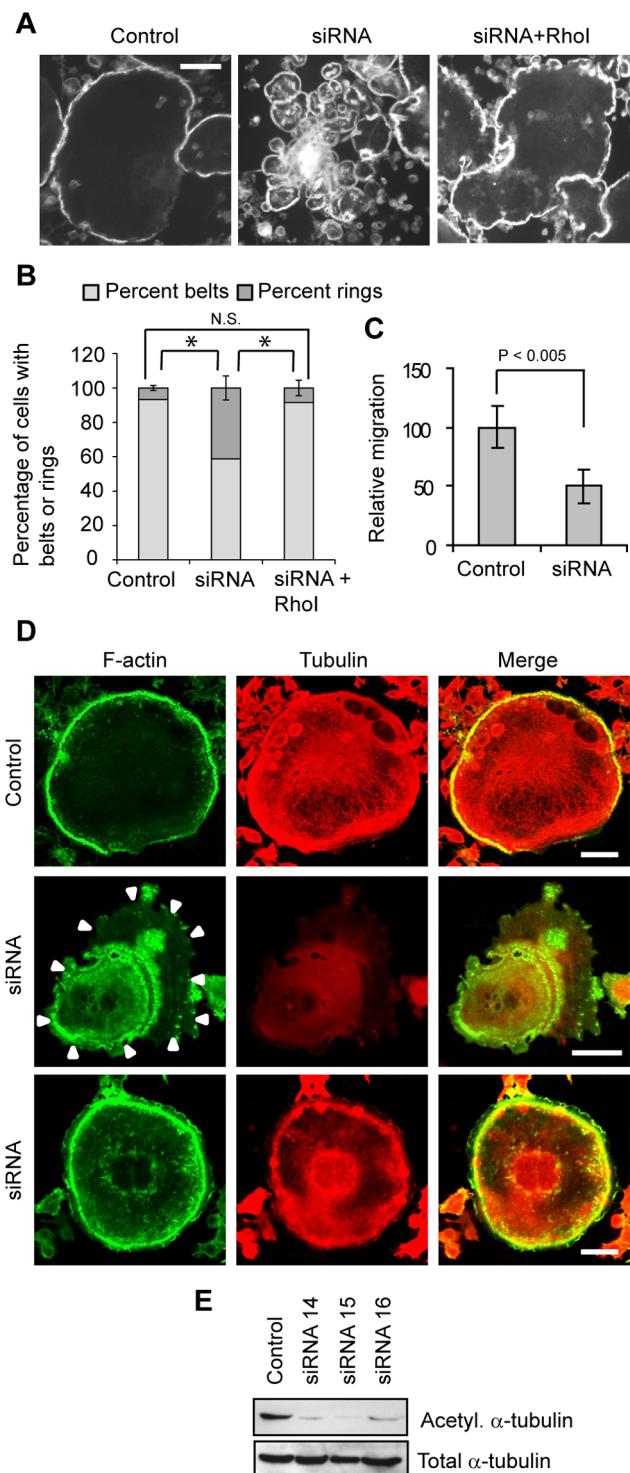 A
Control
siRNA
siRNA+RhoI
B
Percent belts
Percent rings
N.S.
*
*
120
100
80
60
40
20
0
Percentage of cells with
belts or rings
Control
siRNA
siRNA +
RhoI
C
P < 0.005
150
100
50
0
Relative migration
Control
siRNA
D
F-actin
Tubulin
Merge
Control
siRNA
siRNA
E
Control
siRNA 14
siRNA 15
siRNA 16
Acetyl. α-tubulin
Total α-tubulin